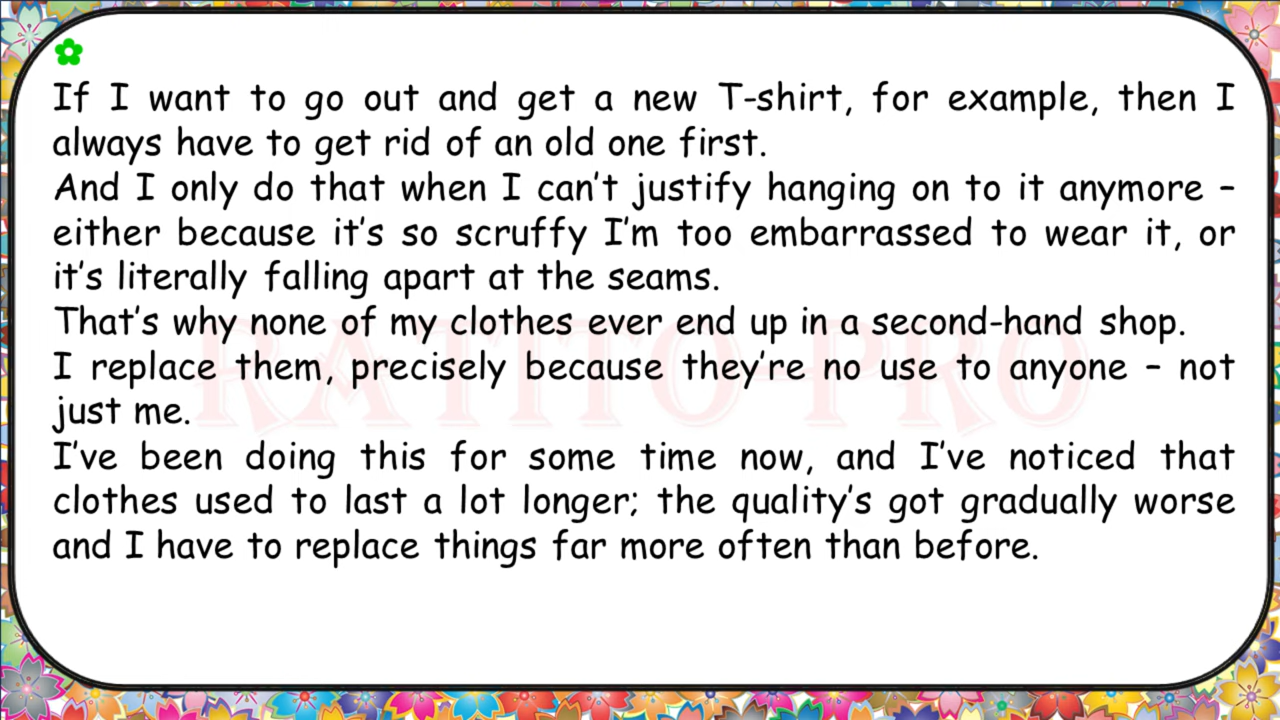 If I want to go out and get a new T-shirt, for example, then I
always have to get rid of an old one first.
And I only do that when I can't justify hanging on to it anymore –
either because it's so scruffy I'm too embarrassed to wear it, or
it's literally falling apart at the seams.
That's why none of my clothes ever end up in a second-hand shop.
I replace them, precisely because they're no use to anyone – not
just me.
I've been doing this for some time now, and I've noticed that
clothes used to last a lot longer; the quality's got gradually worse
and I have to replace things far more often than before.
RATITO-PRO